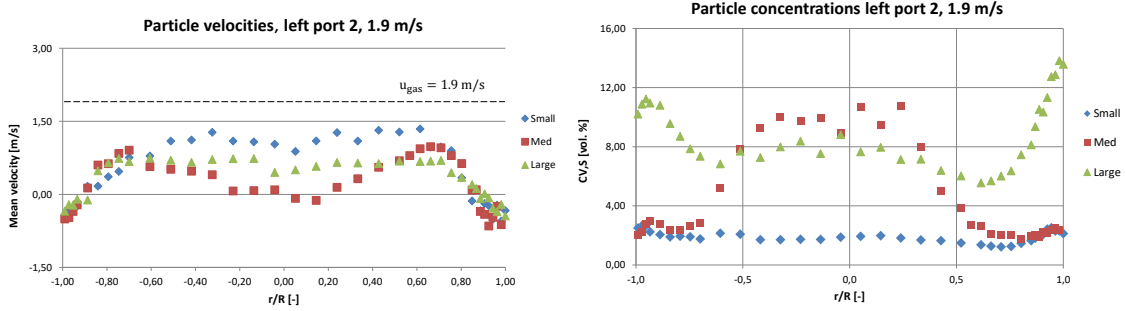 Particle velocities, left port 2, 1.9 m/s
3,00
1,50
0,00
-1,50
Mean velocity [m/s]
u_gas = 1.9 m/s
-1,00 -0,80 -0,60 -0,40 -0,20 0,00 0,20 0,40 0,60 0,80 1,00
r/R [-]
Small
Med
Large
Particle concentrations left port 2, 1.9 m/s
16,00
12,00
8,00
4,00
0,00
CV,S [vol. %]
-1,0 -0,5 0,0 0,5 1,0
r/R [-]
Small
Med
Large